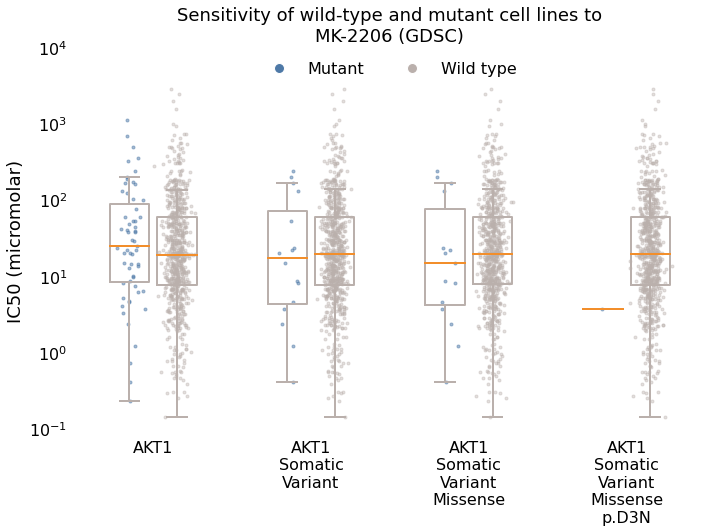 Sensitivity of wild-type and mutant cell lines to
MK-2206 (GDSC)
Mutant
Wild type
IC50 (micromolar)
10⁴
10³
10²
10¹
10⁰
10⁻¹
AKT1
AKT1
Somatic
Variant
AKT1
Somatic
Variant
Missense
AKT1
Somatic
Variant
Missense
p.D3N